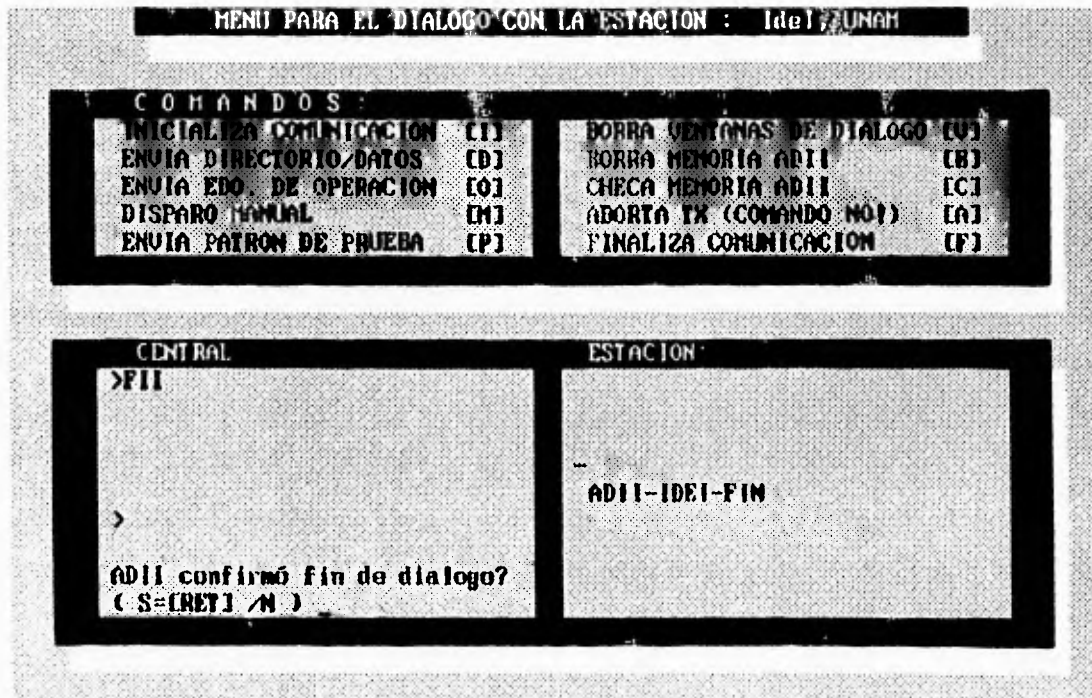 MENU PARA EL DIALOGO CON LA ESTACION : IdeI/UNAM
C O M A N D O S :
INICIALIZA COMUNICACION [I]
ENVIA DIRECTORIO/DATOS [D]
ENVIA EDO. DE OPERACION [O]
DISPARO MANUAL [M]
ENVIA PATRON DE PRUEBA [P]
BORRA VENTANAS DE DIALOGO [V]
BORRA MEMORIA ADII [B]
CHECA MEMORIA ADII [C]
ABORTA TX (COMANDO NO!) [A]
FINALIZA COMUNICACION [F]
CENTRAL
>FII
>
ADII confirmó fin de dialogo?
( S=[RET] /N ) _
ESTACION
_
ADII-IDEI-FIN